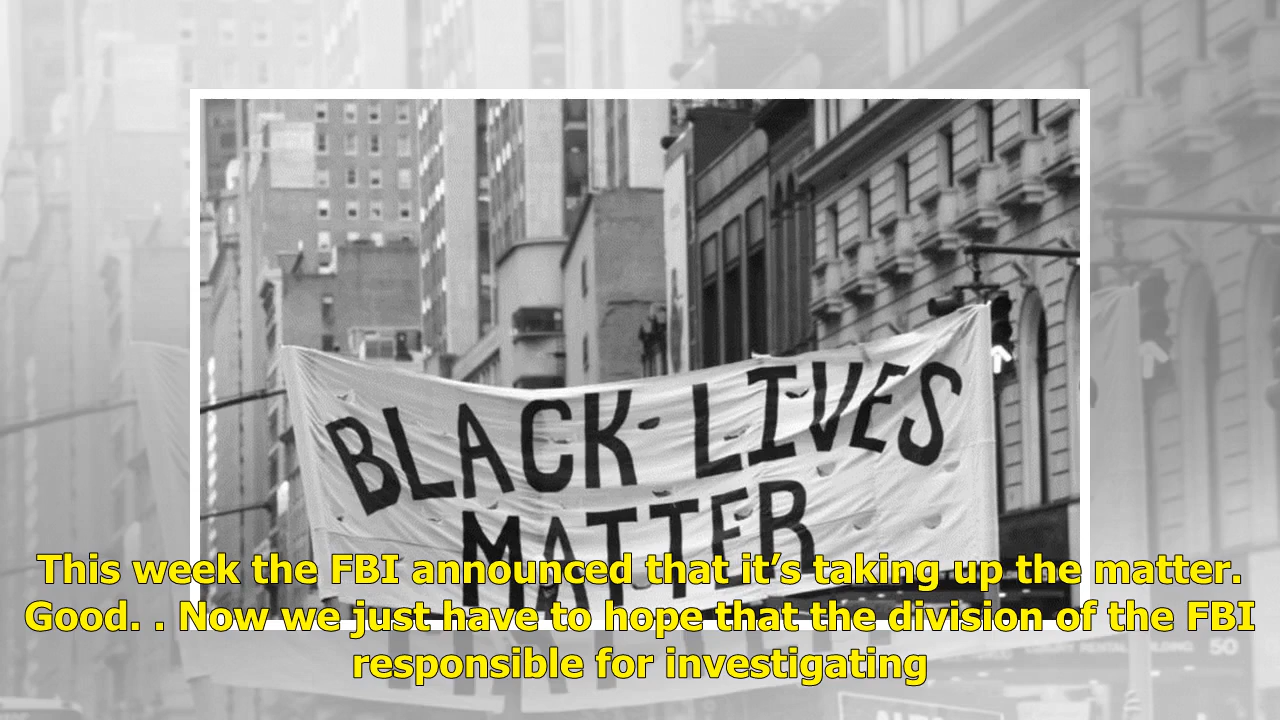 BLACK LIVES
MATTER
This week the FBI announced that it’s taking up the matter.
Good. . Now we just have to hope that the division of the FBI
responsible for investigating
50